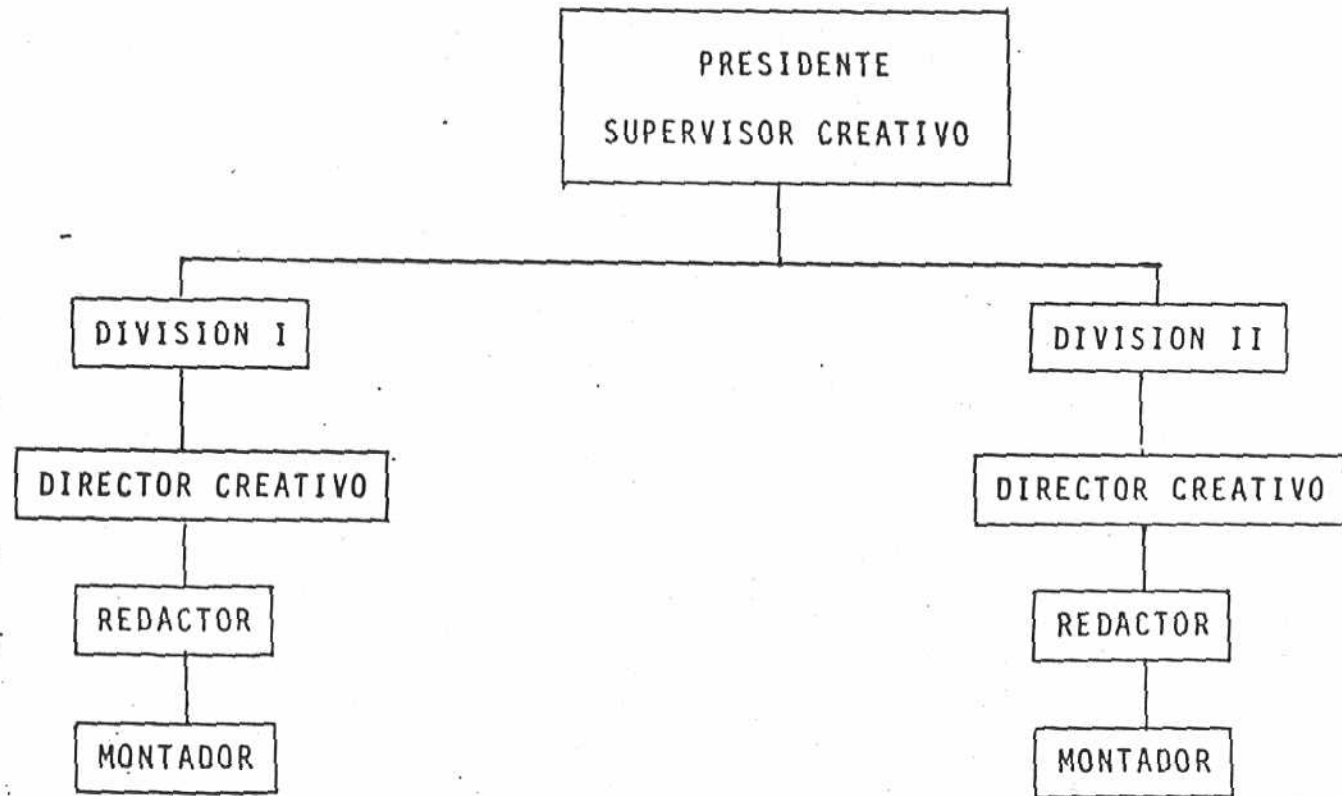 PRESIDENTE
SUPERVISOR CREATIVO
DIVISION I
DIVISION II
DIRECTOR CREATIVO
DIRECTOR CREATIVO
REDACTOR
REDACTOR
MONTADOR
MONTADOR